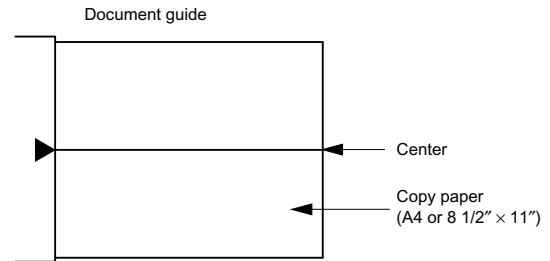 Document guide
Center
Copy paper
(A4 or 8 1/2″ × 11″)